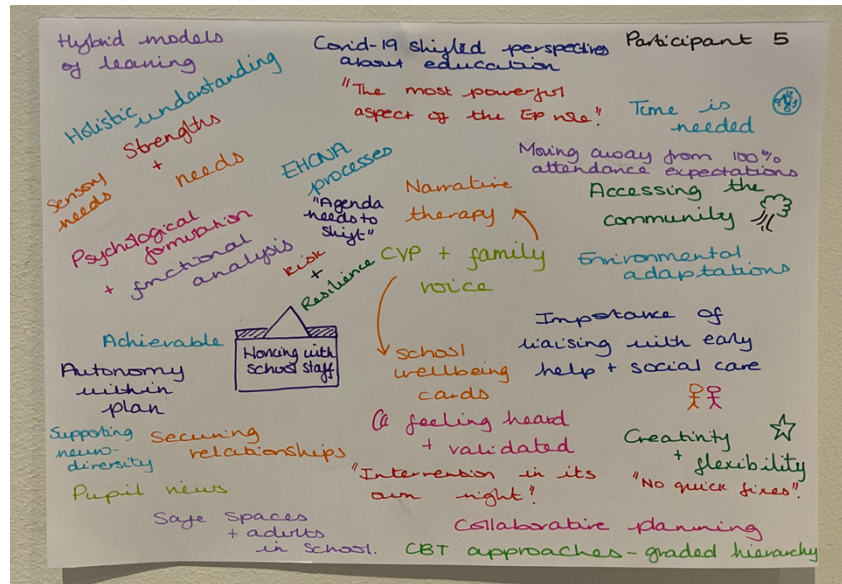 Hybrid models
of learning
Covid-19 shifted perspectives
about education
Participant 5
"The most powerful
aspect of the EP role".
Time is
needed
Holistic understanding
Strengths
+
needs
Sensory
needs
EHCNA
processes
"Agenda
needs to
shift"
Moving away from 100%
attendance expectations
Accessing the
community
Narrative
therapy
Psychological
formulation
+ functional
analysis
Risk
+
Resilience
CYP + family
voice
Environmental
adaptations
Achievable
Working with
school staff
Autonomy
within
plan
School
wellbeing
cards
Importance of
liaising with early
help + social care
Supporting
neuro-
diversity
Securing
relationships
feeling heard
+ validated
Creativity
+ flexibility
"Intervention in its
own right".
"No quick fixes".
Pupil views
Safe spaces
+ adults
in school.
Collaborative planning
CBT approaches - graded hierarchy